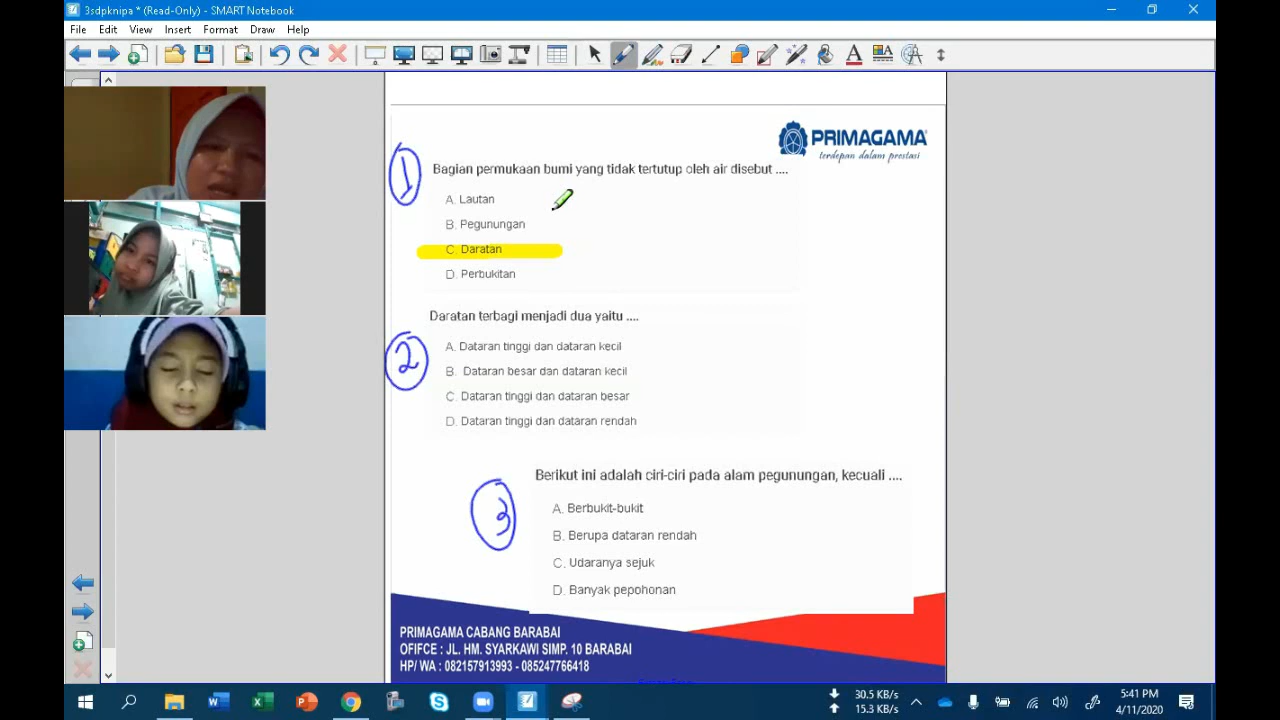 3sdpknipa * (Read-Only) - SMART Notebook
File Edit View Insert Format Draw Help
PRIMAGAMA
terdepan dalam prestasi
1
Bagian permukaan bumi yang tidak tertutup oleh air disebut ....
A. Lautan
B. Pegunungan
C. Daratan
D. Perbukitan
2
Daratan terbagi menjadi dua yaitu ....
A. Dataran tinggi dan dataran kecil
B. Dataran besar dan dataran kecil
C. Dataran tinggi dan dataran besar
D. Dataran tinggi dan dataran rendah
3
Berikut ini adalah ciri-ciri pada alam pegunungan, kecuali ....
A. Berbukit-bukit
B. Berupa dataran rendah
C. Udaranya sejuk
D. Banyak pepohonan
PRIMAGAMA CABANG BARABAI
OFIFCE : JL. HM. SYARKAWI SIMP. 10 BARABAI
HP/ WA : 082157913993 - 085247766418
30.5 KB/s
15.3 KB/s
5:41 PM
4/11/2020